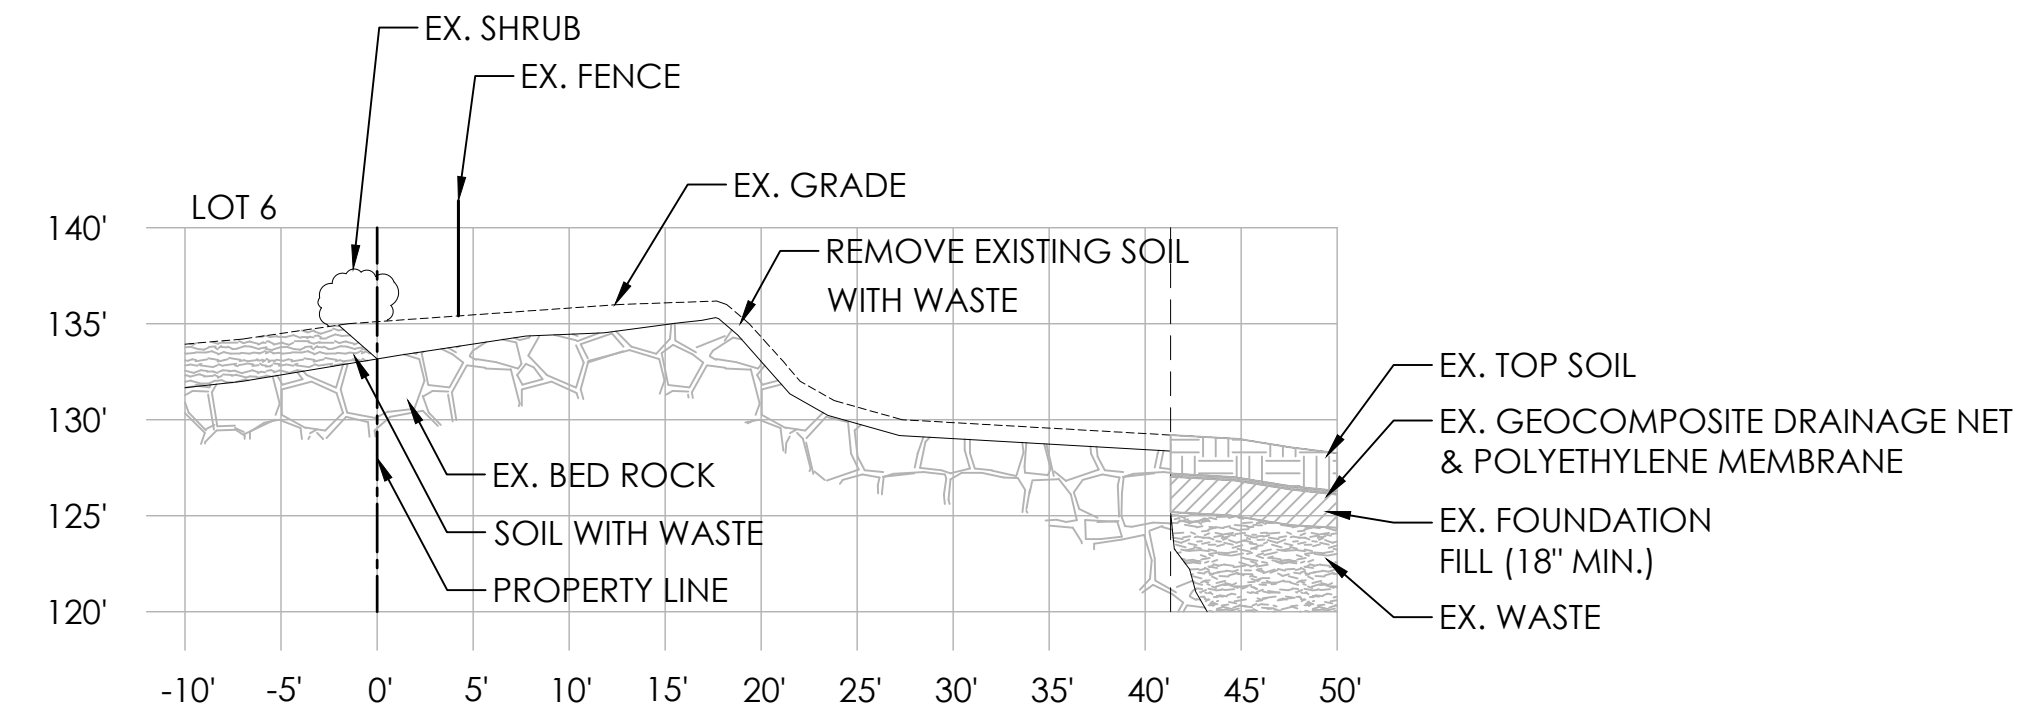 EX. SHRUB
EX. FENCE
EX. GRADE
LOT 6
140'
REMOVE EXISTING SOIL
WITH WASTE
135'
EX. TOP SOIL
130'
EX. GEOCOMPOSITE DRAINAGE NET
& POLYETHYLENE MEMBRANE
EX. BED ROCK
125'
SOIL WITH WASTE
EX. FOUNDATION
FILL (18" MIN.)
PROPERTY LINE
120'
EX. WASTE
-10' -5' 0' 5' 10' 15' 20' 25' 30' 35' 40' 45' 50'